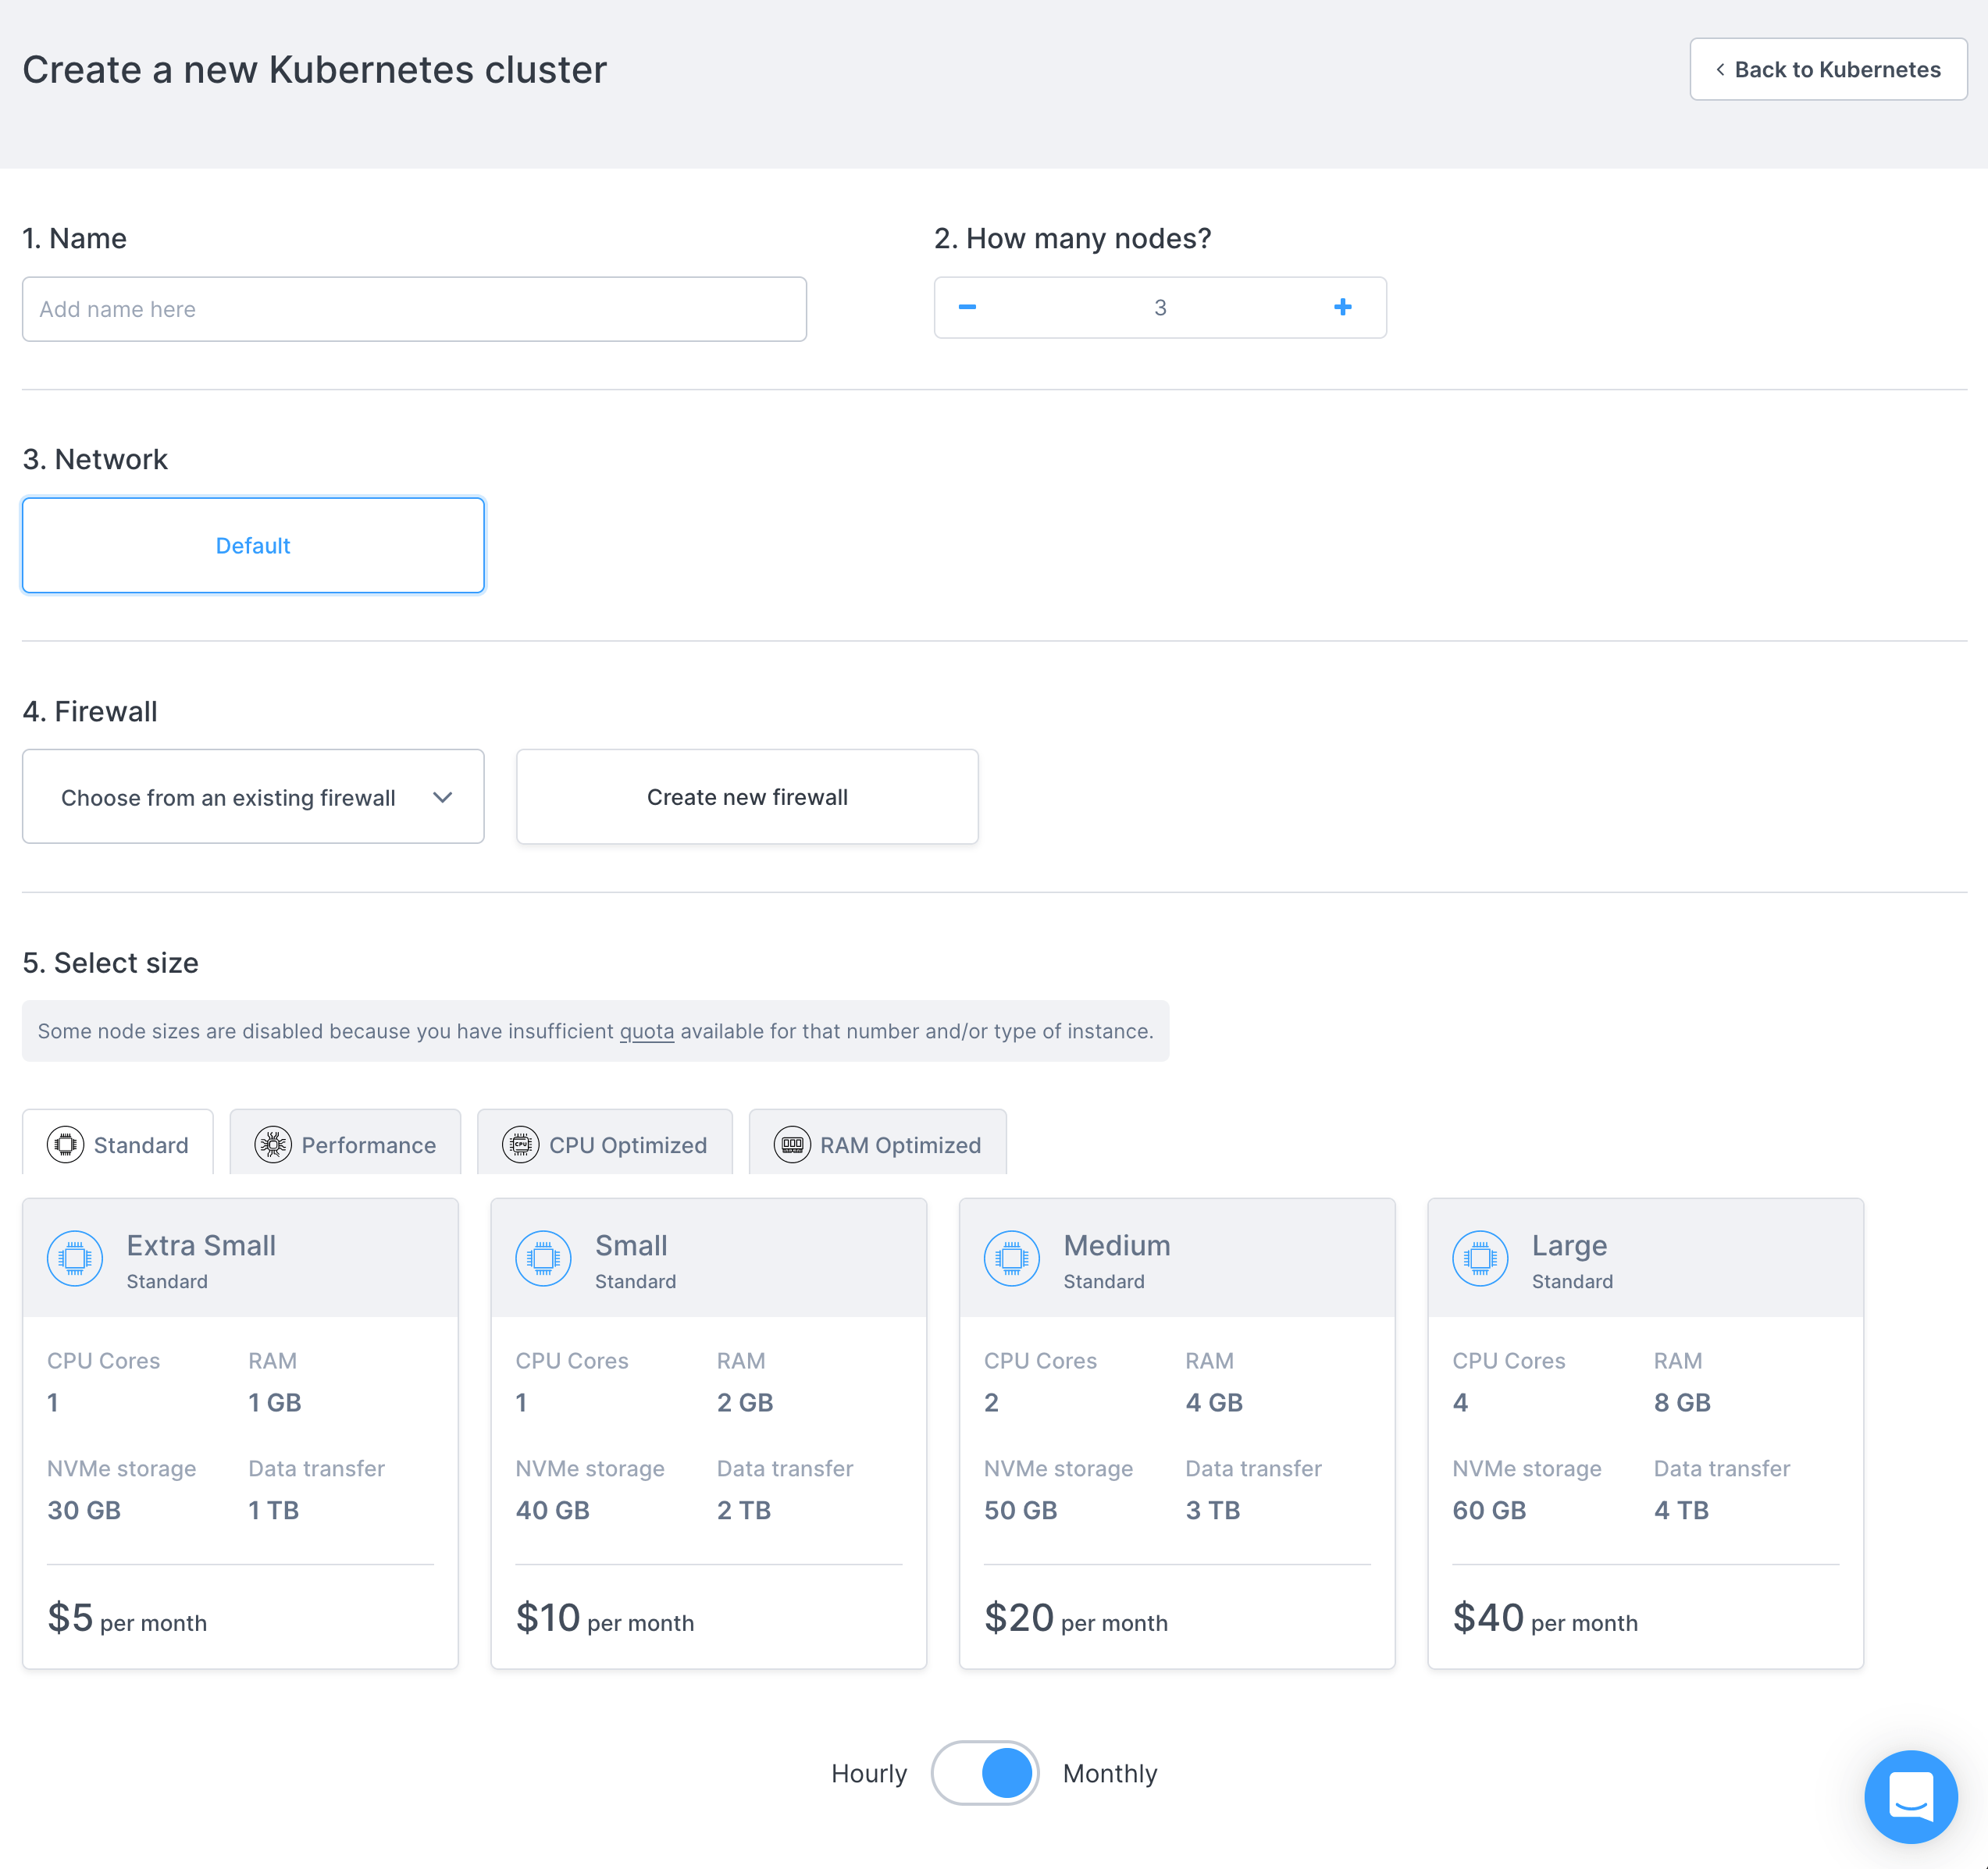 Create a new Kubernetes cluster
Back to Kubernetes
1. Name
2. How many nodes?
Add name here
3
3. Network
Default
4. Firewall
Choose from an existing firewall
Create new firewall
5. Select size
Some node sizes are disabled because you have insufficient quota available for that number and/or type of instance.
Standard
Performance
CPU
CPU Optimized
RAM Optimized
Extra Small
Standard
CPU Cores
RAM
1
1 GB
NVMe storage
Data transfer
30 GB
1 TB
$5 per month
Small
Standard
CPU Cores
RAM
1
2 GB
NVMe storage
Data transfer
40 GB
2 TB
$10 per month
Medium
Standard
CPU Cores
RAM
2
4 GB
NVMe storage
Data transfer
50 GB
3 TB
$20 per month
Large
Standard
CPU Cores
RAM
4
8 GB
NVMe storage
Data transfer
60 GB
4 TB
$40 per month
Hourly
Monthly